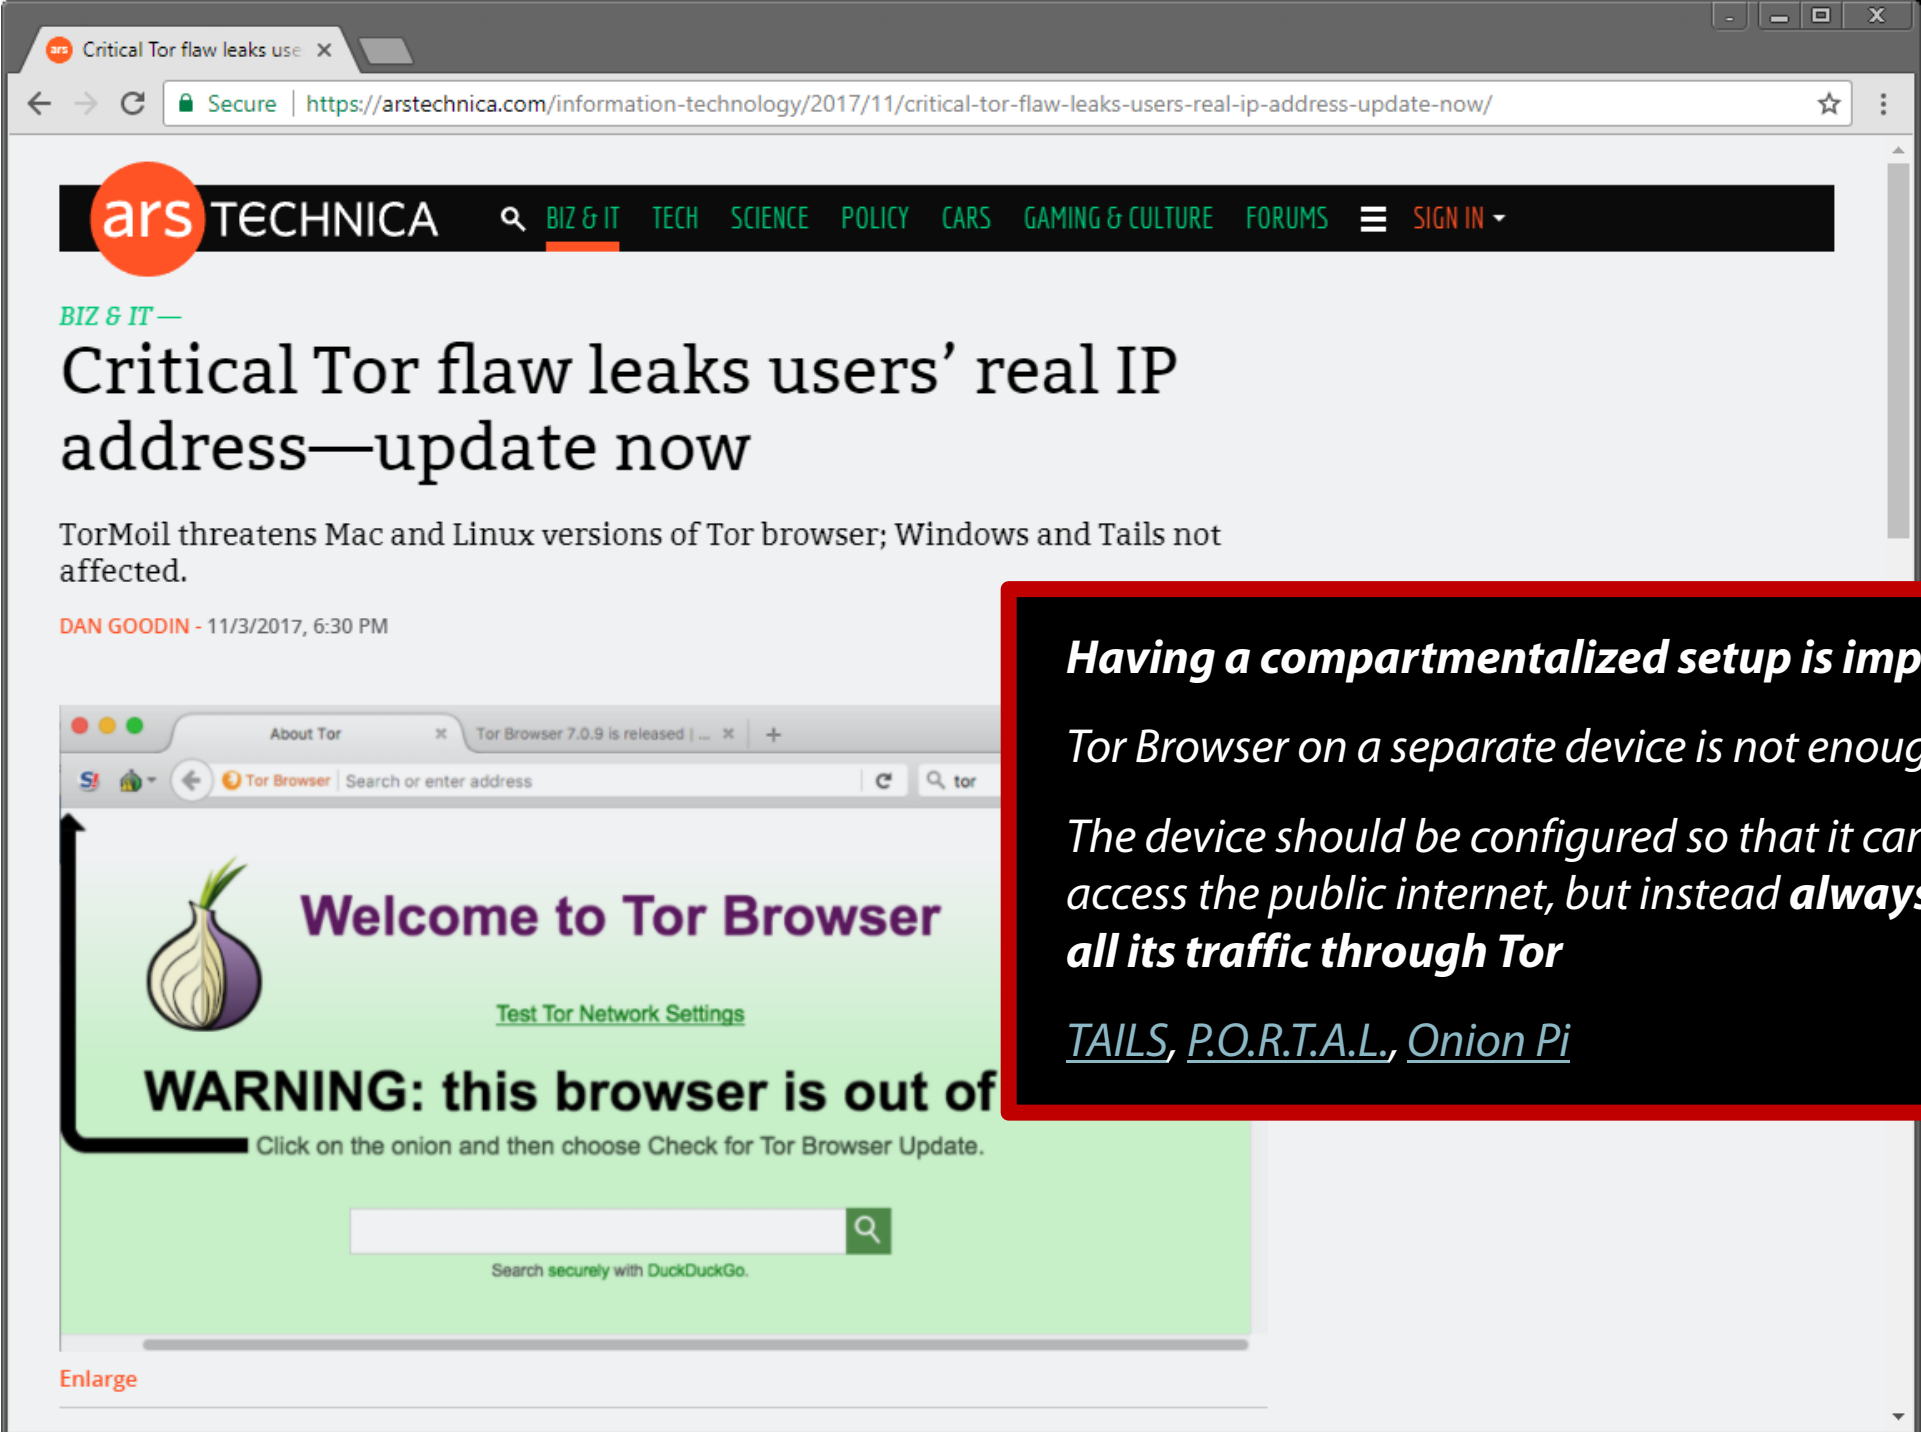 Critical Tor flaw leaks use
Secure | https://arstechnica.com/information-technology/2017/11/critical-tor-flaw-leaks-users-real-ip-address-update-now/
ars TECHNICA BIZ & IT TECH SCIENCE POLICY CARS GAMING & CULTURE FORUMS SIGN IN
BIZ & IT —
Critical Tor flaw leaks users’ real IP
address—update now
TorMoil threatens Mac and Linux versions of Tor browser; Windows and Tails not
affected.
DAN GOODIN - 11/3/2017, 6:30 PM
About Tor Tor Browser 7.0.9 is released | ...
S! Tor Browser Search or enter address tor
Welcome to Tor Browser
Test Tor Network Settings
WARNING: this browser is out of
Click on the onion and then choose Check for Tor Browser Update.
Search securely with DuckDuckGo.
Enlarge
Having a compartmentalized setup is imp
Tor Browser on a separate device is not enoug
The device should be configured so that it can
access the public internet, but instead always
all its traffic through Tor
TAILS, P.O.R.T.A.L., Onion Pi